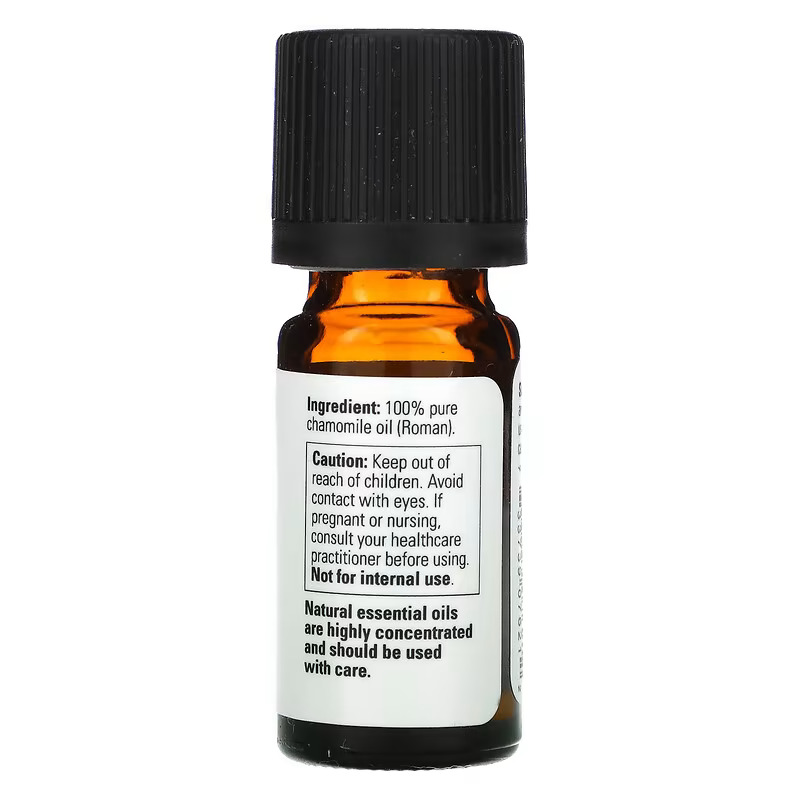 Ingredient: 100% pure
chamomile oil (Roman).
Caution: Keep out of
reach of children. Avoid
contact with eyes. If
pregnant or nursing,
consult your healthcare
practitioner before using.
Not for internal use.
Natural essential oils
are highly concentrated
and should be used
with care.